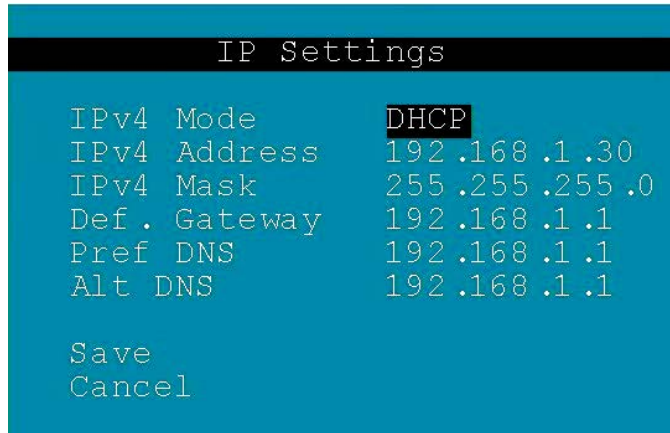 IP Settings
IPv4 Mode DHCP
IPv4 Address 192.168.1.30
IPv4 Mask 255.255.255.0
Def. Gateway 192.168.1.1
Pref DNS 192.168.1.1
Alt DNS 192.168.1.1
Save
Cancel